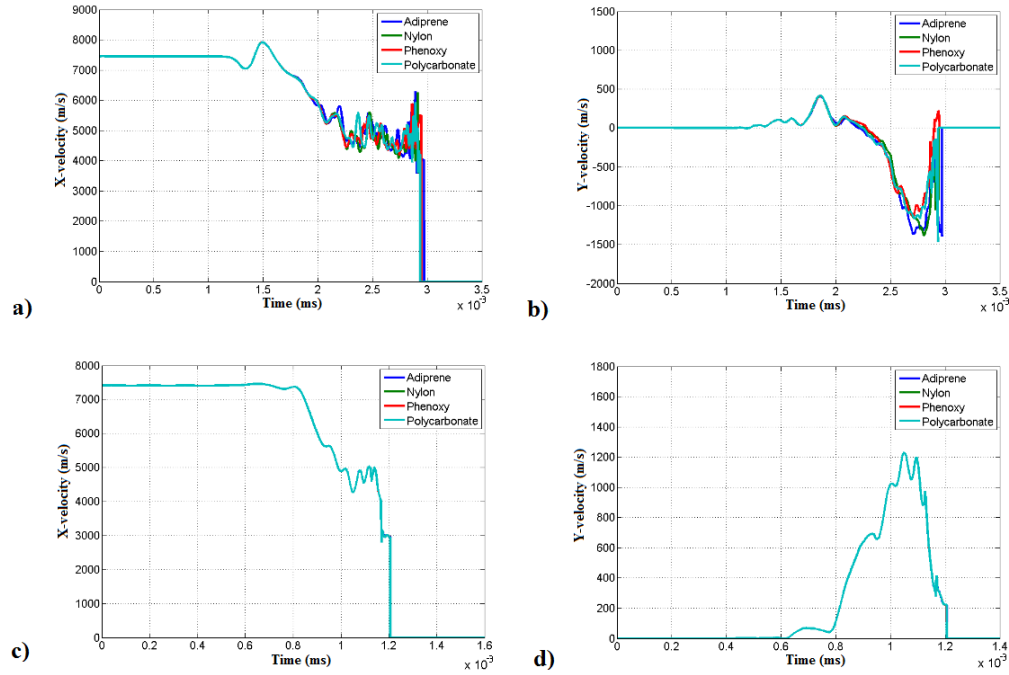 9000
8000
7000
6000
5000
4000
3000
2000
1000
0
X-velocity (m/s)
Adiprene
Nylon
Phenoxy
Polycarbonate
0 0.5 1 1.5 2 2.5 3 3.5
Time (ms)
x 10⁻³
a)
1500
1000
500
0
-500
-1000
-1500
-2000
Y-velocity (m/s)
Adiprene
Nylon
Phenoxy
Polycarbonate
0 0.5 1 1.5 2 2.5 3 3.5
Time (ms)
x 10⁻³
b)
8000
7000
6000
5000
4000
3000
2000
1000
0
X-velocity (m/s)
Adiprene
Nylon
Phenoxy
Polycarbonate
0 0.2 0.4 0.6 0.8 1 1.2 1.4 1.6
Time (ms)
x 10⁻³
c)
1800
1600
1400
1200
1000
800
600
400
200
0
Y-velocity (m/s)
Adiprene
Nylon
Phenoxy
Polycarbonate
0 0.2 0.4 0.6 0.8 1 1.2 1.4
Time (ms)
x 10⁻³
d)